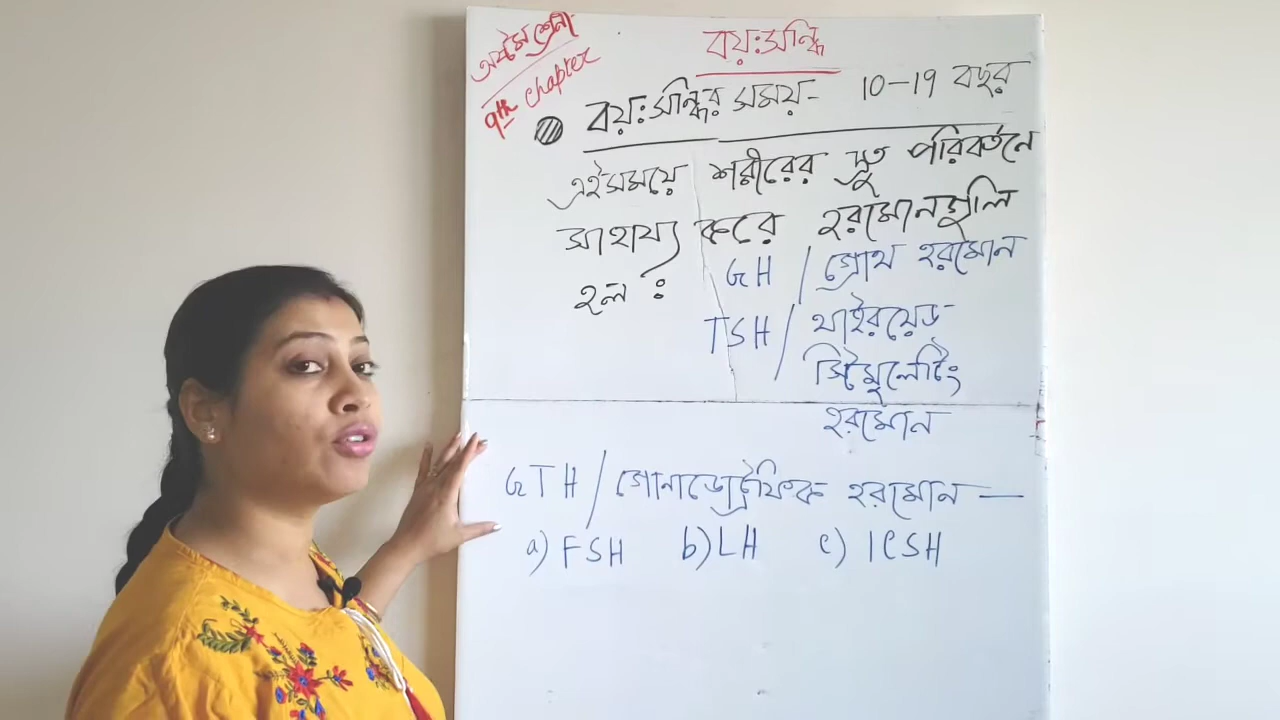 অষ্টম শ্রেনী
9th chapter
বয়ঃসন্ধি
বয়ঃসন্ধির সময়- 10-19 বছর
এইসময়ে শরীরের দ্রুত পরিবর্তনে
সাহায্য করে হরমোনগুলি
হল :
GH / গ্রোথ হরমোন
TSH / থাইরয়েড
স্টিমুলেটিং
হরমোন
GTH / গোনাডোট্রফিক হরমোন —
a) FSH b) LH c) ICSH